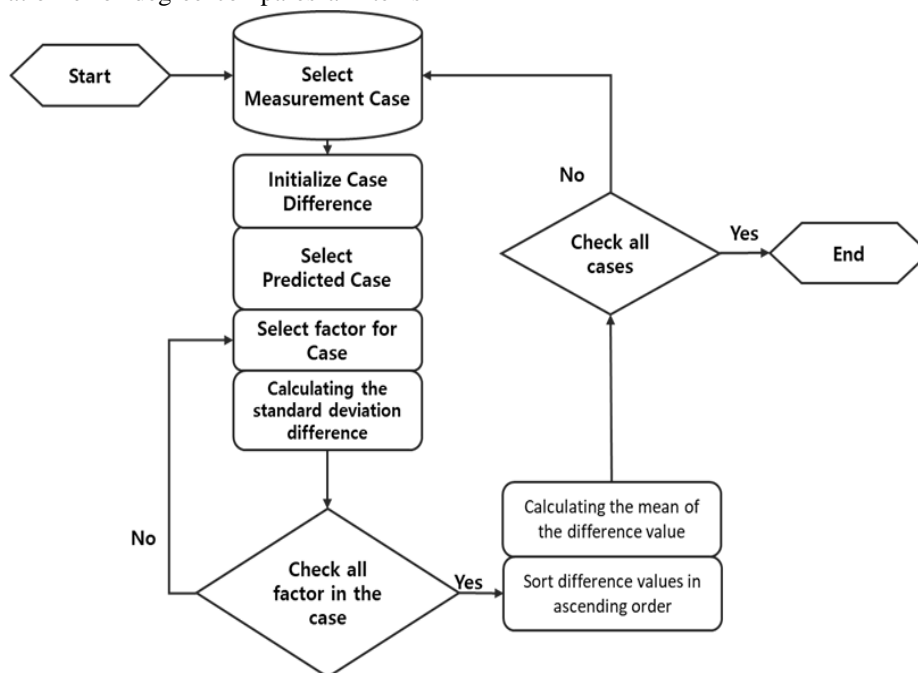 Start
Select
Measurement Case
Initialize Case
Difference
Select
Predicted Case
Select factor for
Case
Calculating the
standard deviation
difference
No
Check all
factor in the
case
Yes
Sort difference values in
ascending order
Calculating the mean of
the difference value
Check all
cases
No
Yes
End